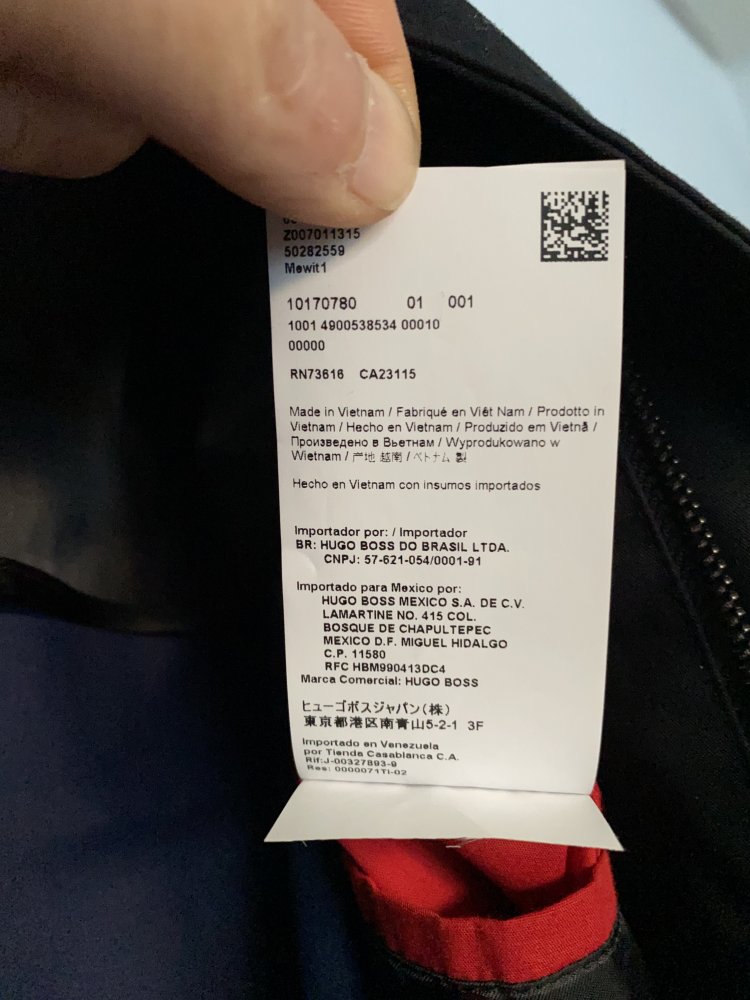 Z007011315
50282559
Mewit1
10170780 01 001
1001 4900538534 00010
00000
RN73616 CA23115
Made in Vietnam / Fabriqué en Viêt Nam / Prodotto in
Vietnam / Hecho en Vietnam / Produzido em Vietnã /
Произведено в Вьетнам / Wyprodukowano w
Wietnam / 产地 越南 / ベトナム 製
Hecho en Vietnam con insumos importados
Importador por: / Importador
BR: HUGO BOSS DO BRASIL LTDA.
CNPJ: 57-621-054/0001-91
Importado para Mexico por:
HUGO BOSS MEXICO S.A. DE C.V.
LAMARTINE NO. 415 COL.
BOSQUE DE CHAPULTEPEC
MEXICO D.F. MIGUEL HIDALGO
C.P. 11580
RFC HBM990413DC4
Marca Comercial: HUGO BOSS
ヒューゴボスジャパン(株)
東京都港区南青山5-2-1 3F
Importado en Venezuela
por Tienda Casablanca C.A.
Rif:J-00327893-9
Res: 0000071TI-02